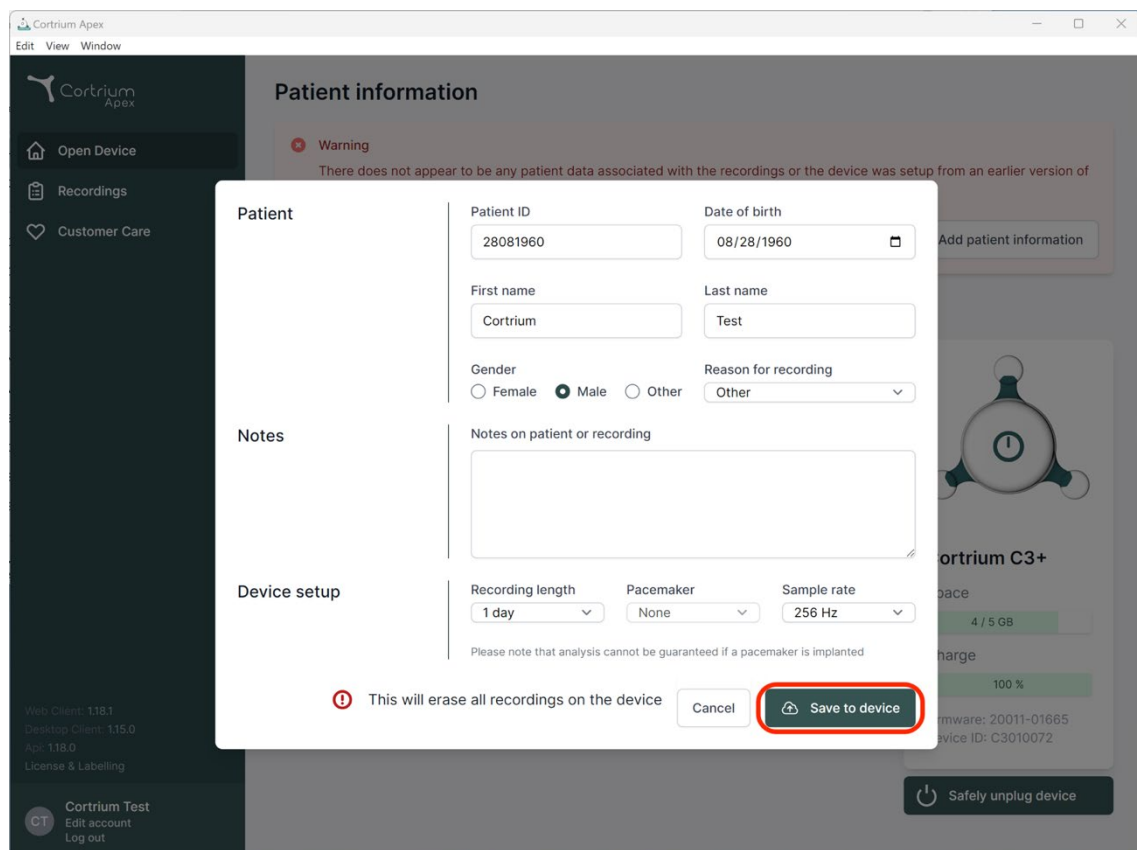 Cortrium Apex
Edit View Window
Cortrium
Apex
Open Device
Recordings
Customer Care
Web Client: 1.18.1
Desktop Client: 1.15.0
Api: 1.18.0
License & Labelling
CT
Cortrium Test
Edit account
Log out
Patient information
Warning
There does not appear to be any patient data associated with the recordings or the device was setup from an earlier version of
Add patient information
Patient
Patient ID
28081960
Date of birth
08/28/1960
First name
Cortrium
Last name
Test
Gender
Female Male Other
Reason for recording
Other
Notes
Notes on patient or recording
Device setup
Recording length
1 day
Pacemaker
None
Sample rate
256 Hz
Please note that analysis cannot be guaranteed if a pacemaker is implanted
This will erase all recordings on the device
Cancel
Save to device
ortrium C3+
pace
4 / 5 GB
harge
100 %
rmware: 20011-01665
evice ID: C3010072
Safely unplug device